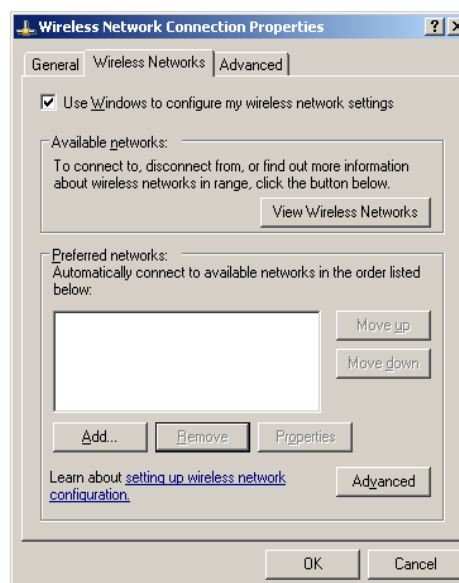 Wireless Network Connection Properties
General Wireless Networks Advanced
Use Windows to configure my wireless network settings
Available networks:
To connect to, disconnect from, or find out more information
about wireless networks in range, click the button below.
View Wireless Networks
Preferred networks:
Automatically connect to available networks in the order listed
below:
Move up
Move down
Add... Remove Properties
Learn about setting up wireless network
configuration.
Advanced
OK Cancel